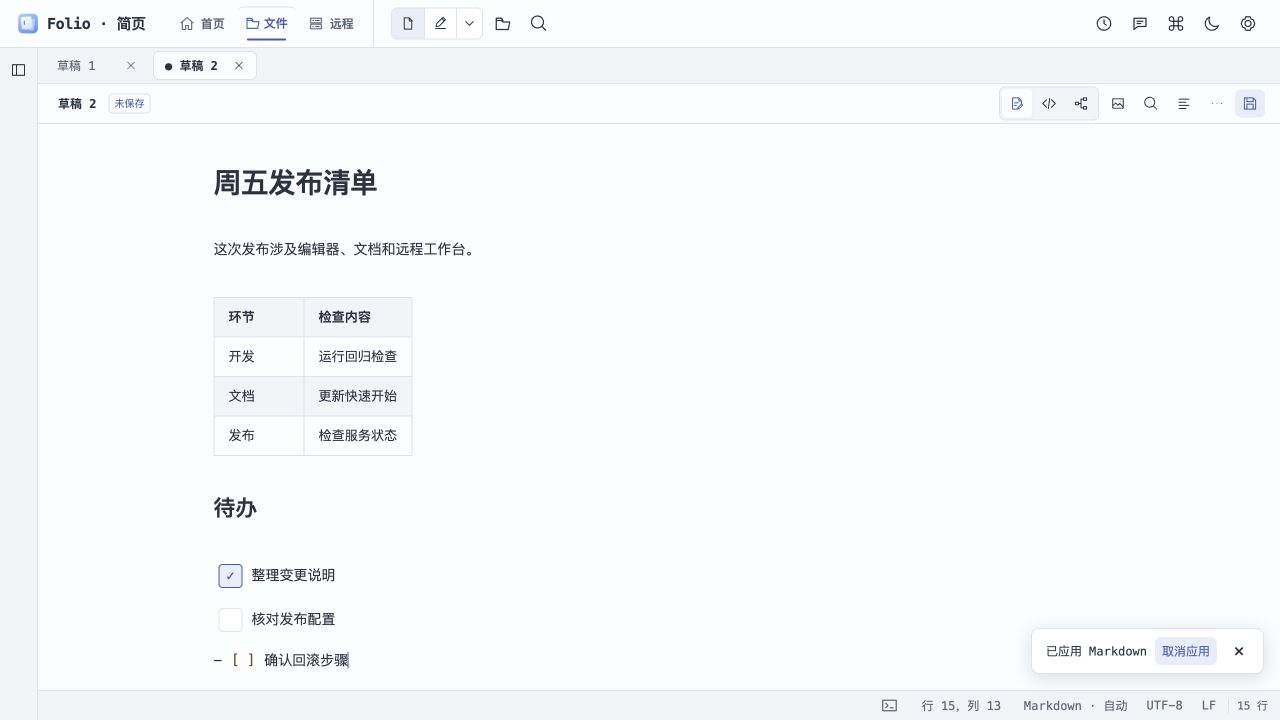 Folio · 简页 首页 文件 远程
草稿 1 草稿 2
草稿 2 未保存
周五发布清单
这次发布涉及编辑器、文档和远程工作台。
环节 检查内容
开发 运行回归检查
文档 更新快速开始
发布 检查服务状态
待办
✓ 整理变更说明
核对发布配置
- [ ] 确认回滚步骤
已应用 Markdown 取消应用
行 15, 列 13 Markdown · 自动 UTF-8 LF 15 行